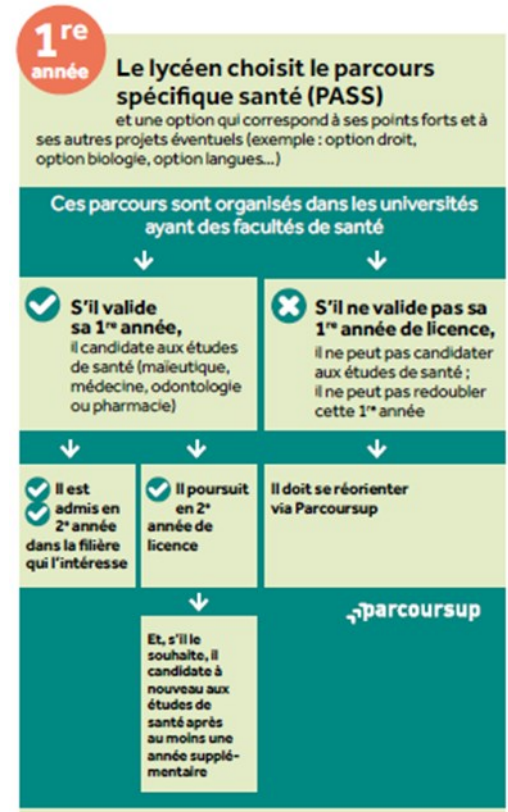 1re
année
Le lycéen choisit le parcours
spécifique santé (PASS)
et une option qui correspond à ses points forts et à
ses autres projets éventuels (exemple : option droit,
option biologie, option langues...)
Ces parcours sont organisés dans les universités
ayant des facultés de santé
S'il valide
sa 1re année,
il candidate aux études
de santé (maïeutique,
médecine, odontologie
ou pharmacie)
S'il ne valide pas sa
1re année de licence,
il ne peut pas candidater
aux études de santé ;
il ne peut pas redoubler
cette 1re année
Il est
admis en
2e année
dans la filière
qui l'intéresse
Il poursuit
en 2e
année de
licence
Il doit se réorienter
via Parcoursup
Et, s'il le
souhaite, il
candidate à
nouveau aux
études de
santé après
au moins une
année supplé-
mentaire
parcoursup